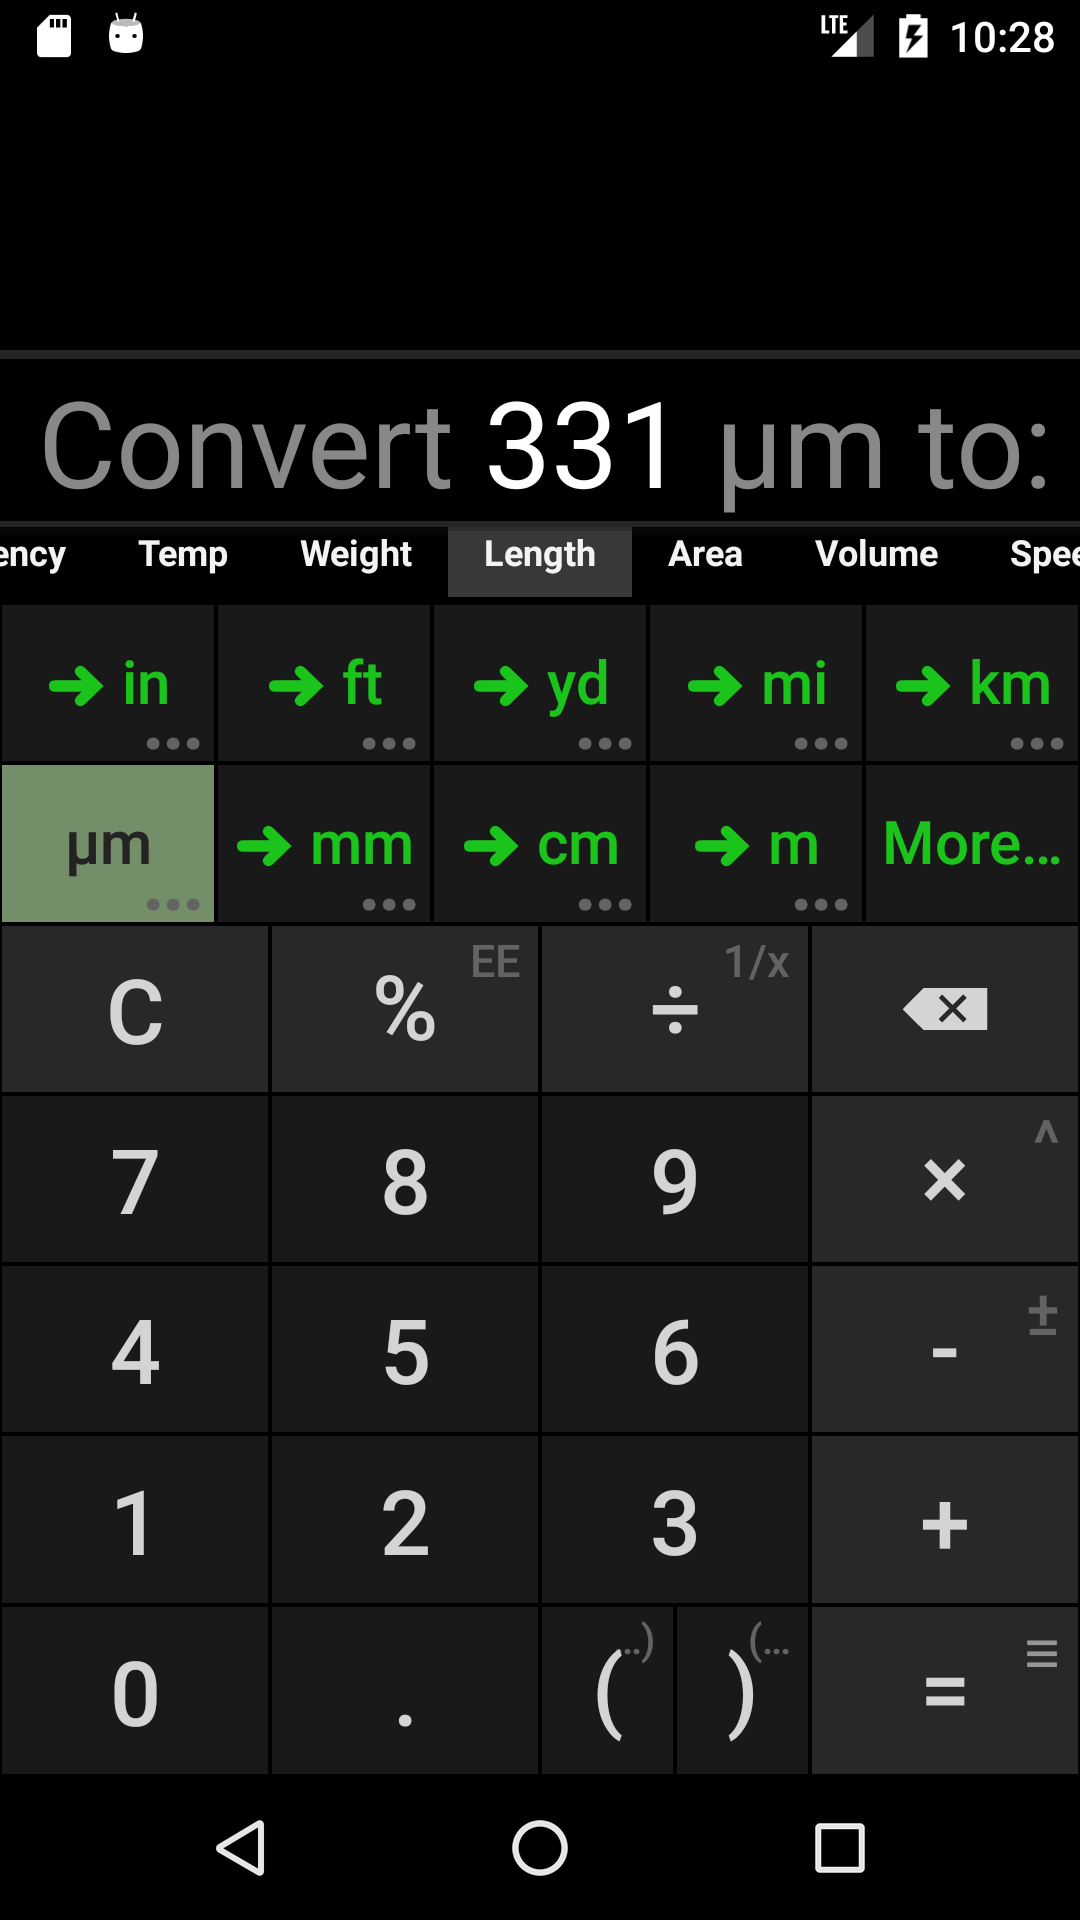 LTE 10:28
Convert 331 µm to:
ency Temp Weight Length Area Volume Spee
➔ in ➔ ft ➔ yd ➔ mi ➔ km
µm ➔ mm ➔ cm ➔ m More...
C % EE ÷ 1/x
7 8 9 × ^
4 5 6 - ±
1 2 3 +
0 . ( ..) ) (... =